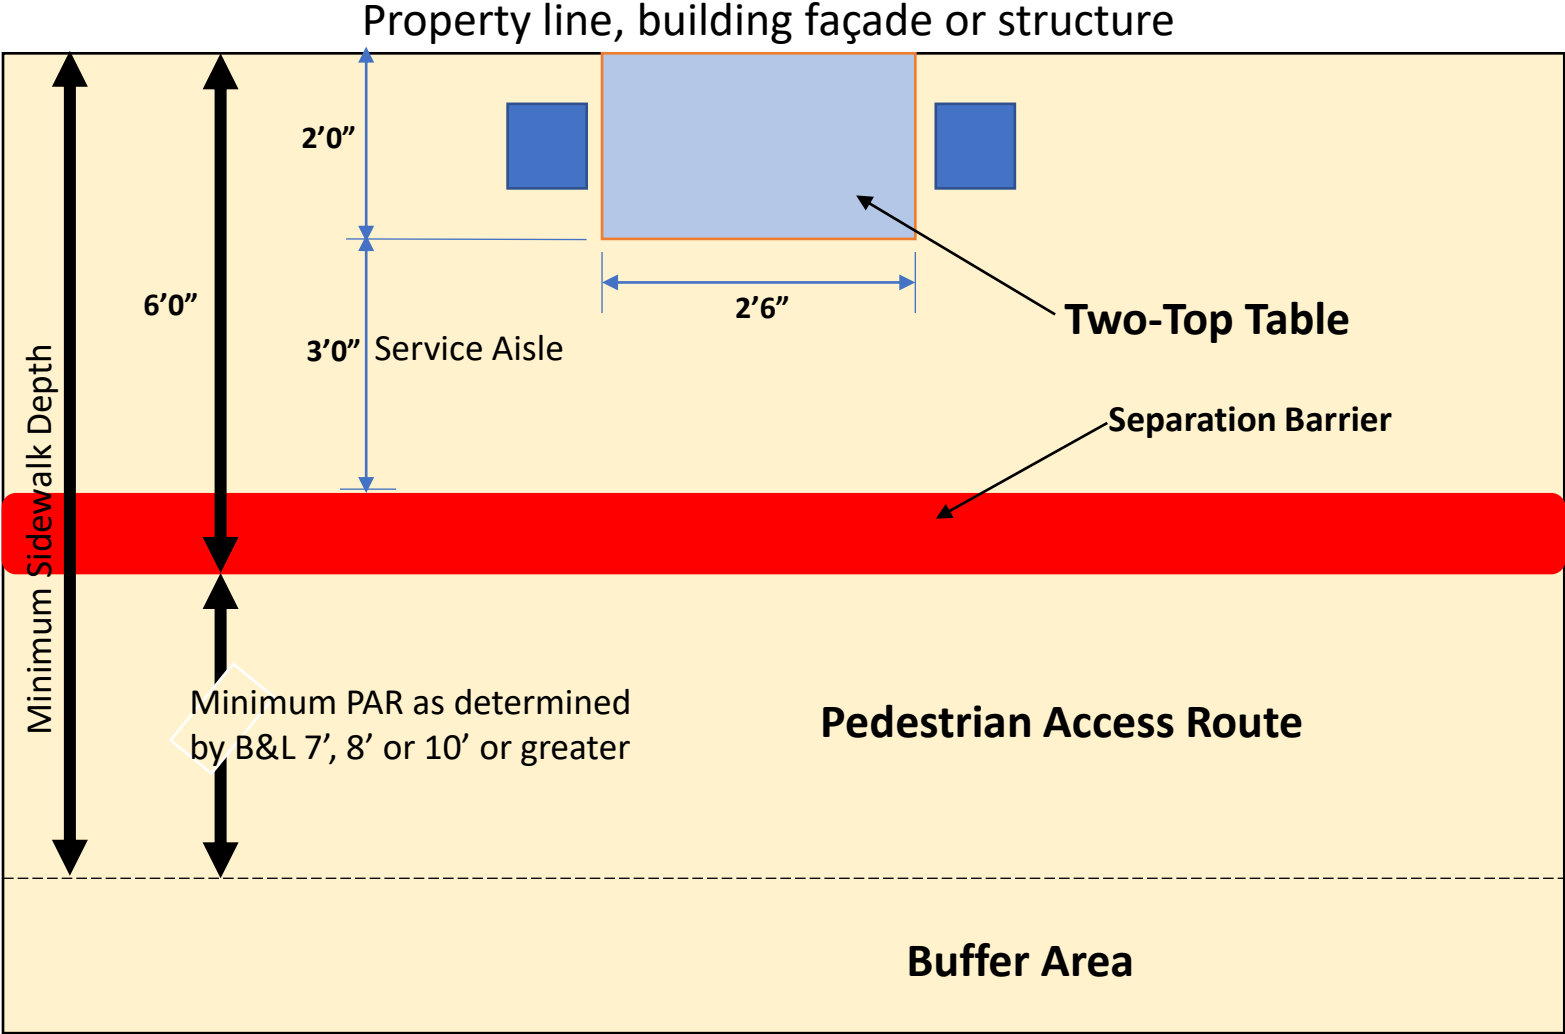 Property line, building façade or structure
2’0”
6’0”
2’6”
Two-Top Table
3’0” Service Aisle
Minimum Sidewalk Depth
Separation Barrier
Minimum PAR as determined
by B&L 7’, 8’ or 10’ or greater
Pedestrian Access Route
Buffer Area